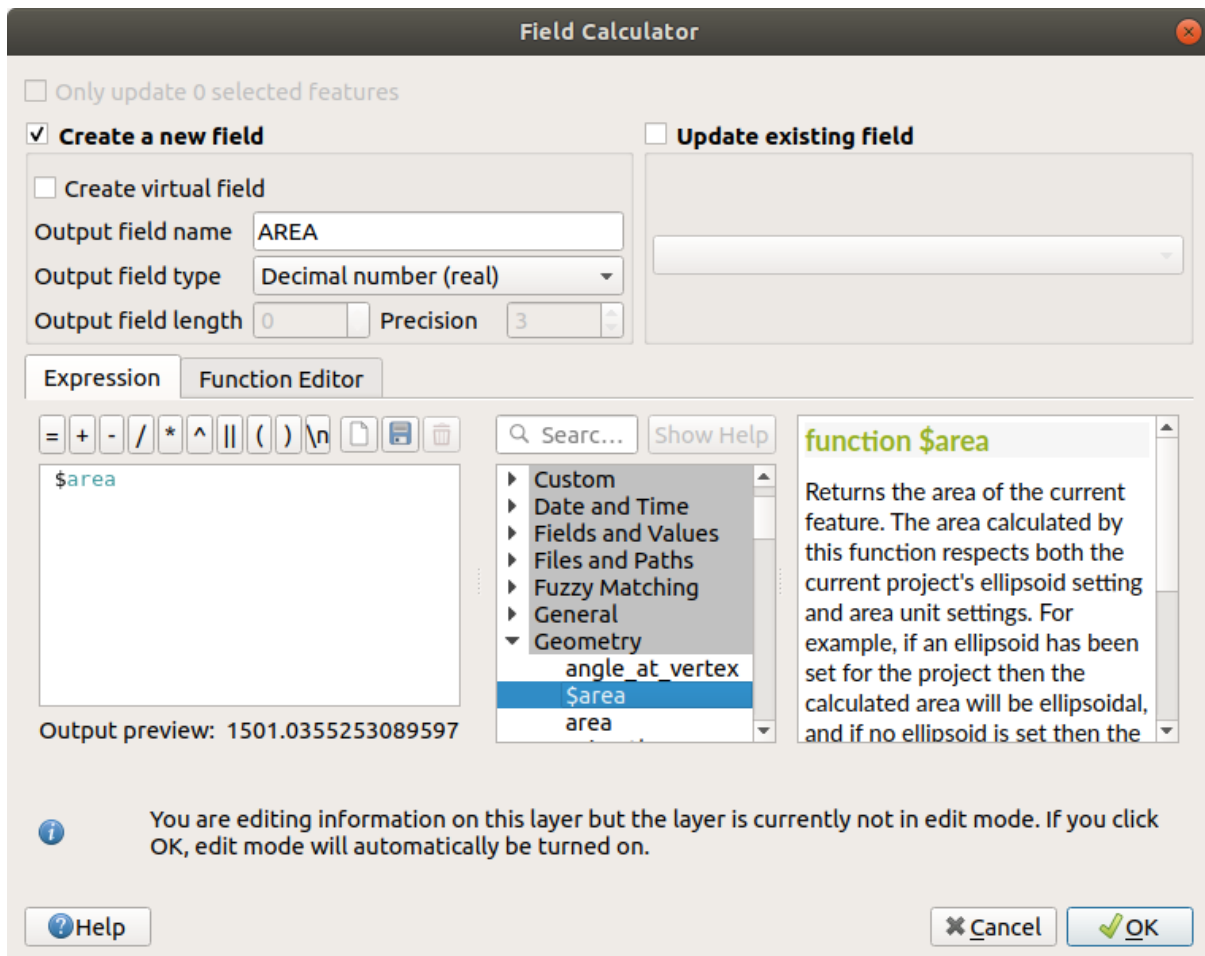 Field Calculator
Only update 0 selected features
Create a new field
Update existing field
Create virtual field
Output field name AREA
Output field type Decimal number (real)
Output field length 0 Precision 3
Expression Function Editor
= + - / * ^ || ( ) \n
Searc... Show Help
$area
Custom
Date and Time
Fields and Values
Files and Paths
Fuzzy Matching
General
Geometry
angle_at_vertex
$area
area
Output preview: 1501.0355253089597
function $area
Returns the area of the current
feature. The area calculated by
this function respects both the
current project's ellipsoid setting
and area unit settings. For
example, if an ellipsoid has been
set for the project then the
calculated area will be ellipsoidal,
and if no ellipsoid is set then the
You are editing information on this layer but the layer is currently not in edit mode. If you click
OK, edit mode will automatically be turned on.
Help
Cancel
OK